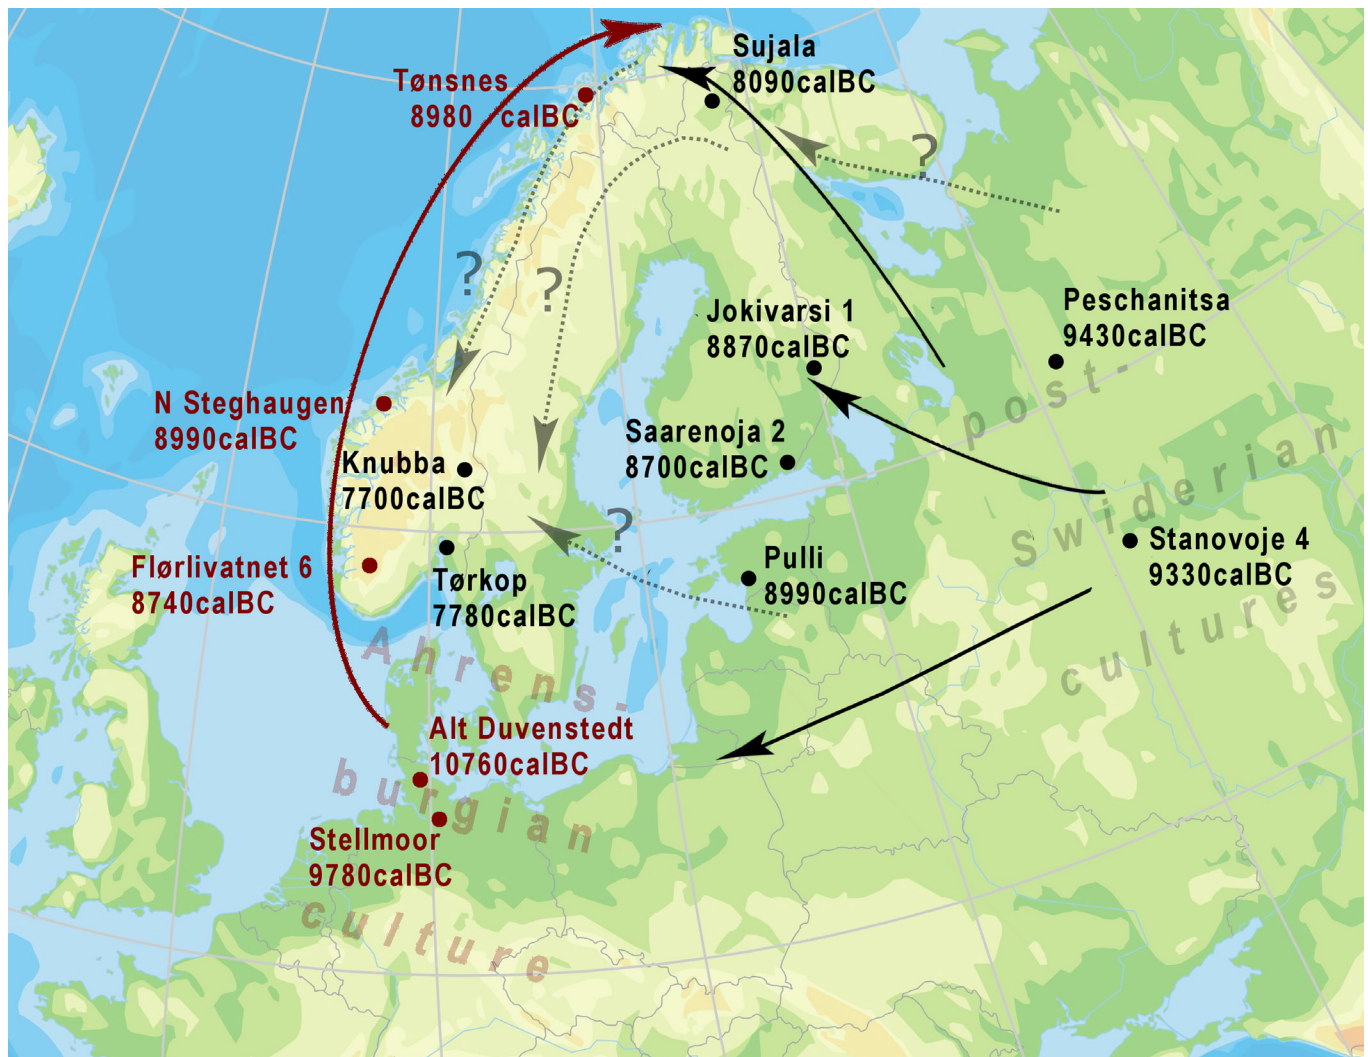 Sujala
8090calBC
Tønsnes
8980 calBC
?
?
?
Peschanitsa
9430calBC
Jokivarsi 1
8870calBC
post-
Swiderian
cultures
N Steghaugen
8990calBC
Saarenoja 2
8700calBC
Knubba
7700calBC
?
Stanovoje 4
9330calBC
Pulli
8990calBC
Flørlivatnet 6
8740calBC
Tørkop
7780calBC
Ahrens-
burgian
culture
Alt Duvenstedt
10760calBC
Stellmoor
9780calBC